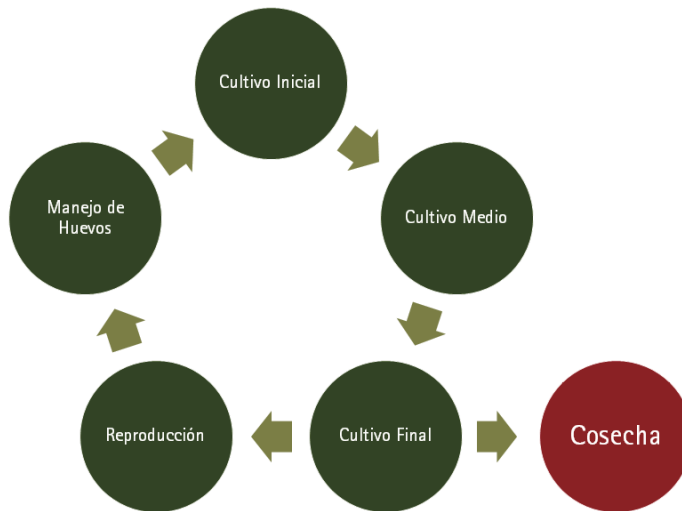 Cultivo Inicial
Manejo de
Huevos
Cultivo Medio
Reproducción
Cultivo Final
Cosecha